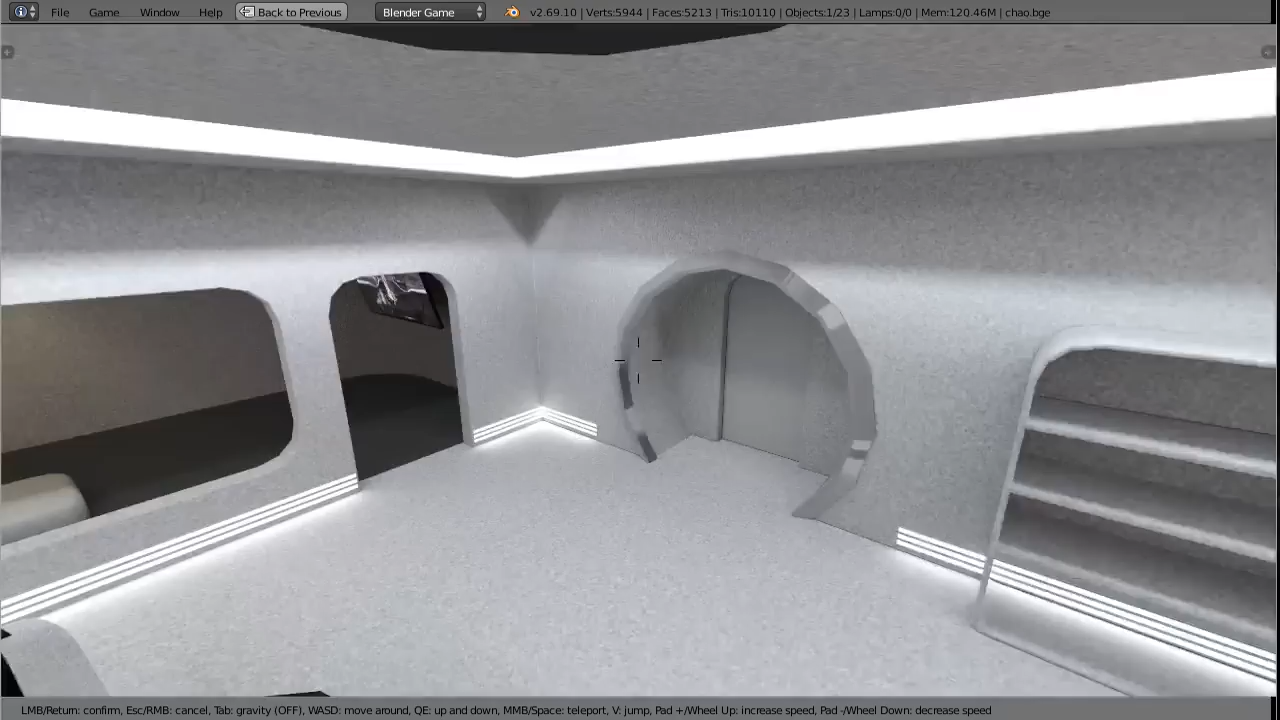 File Game Window Help Back to Previous Blender Game v2.69.10 | Verts:5944 | Faces:5213 | Tris:10110 | Objects:1/23 | Lamps:0/0 | Mem:120.46M | chao.bge
LMB/Return: confirm, Esc/RMB: cancel, Tab: gravity (OFF), WASD: move around, QE: up and down, MMB/Space: teleport, V: jump, Pad +/Wheel Up: increase speed, Pad -/Wheel Down: decrease speed